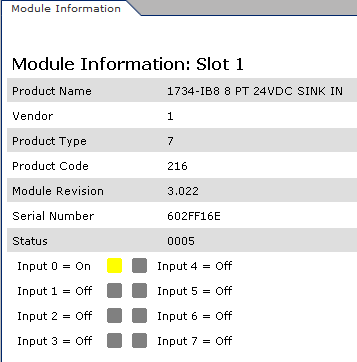 Module Information
Module Information: Slot 1
Product Name 1734-IB8 8 PT 24VDC SINK IN
Vendor 1
Product Type 7
Product Code 216
Module Revision 3.022
Serial Number 602FF16E
Status 0005
Input 0 = On Input 4 = Off
Input 1 = Off Input 5 = Off
Input 2 = Off Input 6 = Off
Input 3 = Off Input 7 = Off